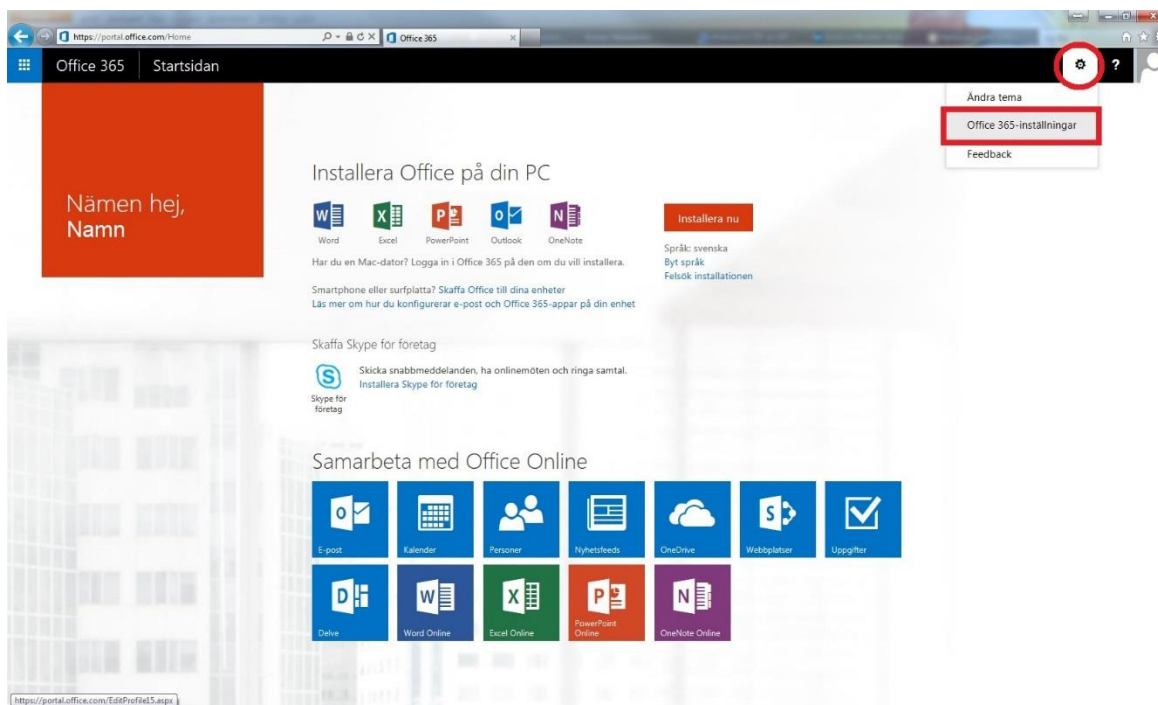 https://portal.office.com/Home
Office 365
Office 365
Startsidan
?
Ändra tema
Office 365-inställningar
Feedback
Nämen hej,
Namn
Installera Office på din PC
Word
Excel
PowerPoint
Outlook
OneNote
Installera nu
Har du en Mac-dator? Logga in i Office 365 på den om du vill installera.
Språk: svenska
Byt språk
Felsök installationen
Smartphone eller surfplatta? Skaffa Office till dina enheter
Läs mer om hur du konfigurerar e-post och Office 365-appar på din enhet
Skaffa Skype för företag
Skicka snabbmeddelanden, ha onlinemöten och ringa samtal.
Installera Skype för företag
Skype för
företag
Samarbeta med Office Online
E-post
Kalender
Personer
Nyhetsfeeds
OneDrive
Webbplatser
Uppgifter
Delve
Word Online
Excel Online
PowerPoint
Online
OneNote Online
https://portal.office.com/EditProfile15.aspx